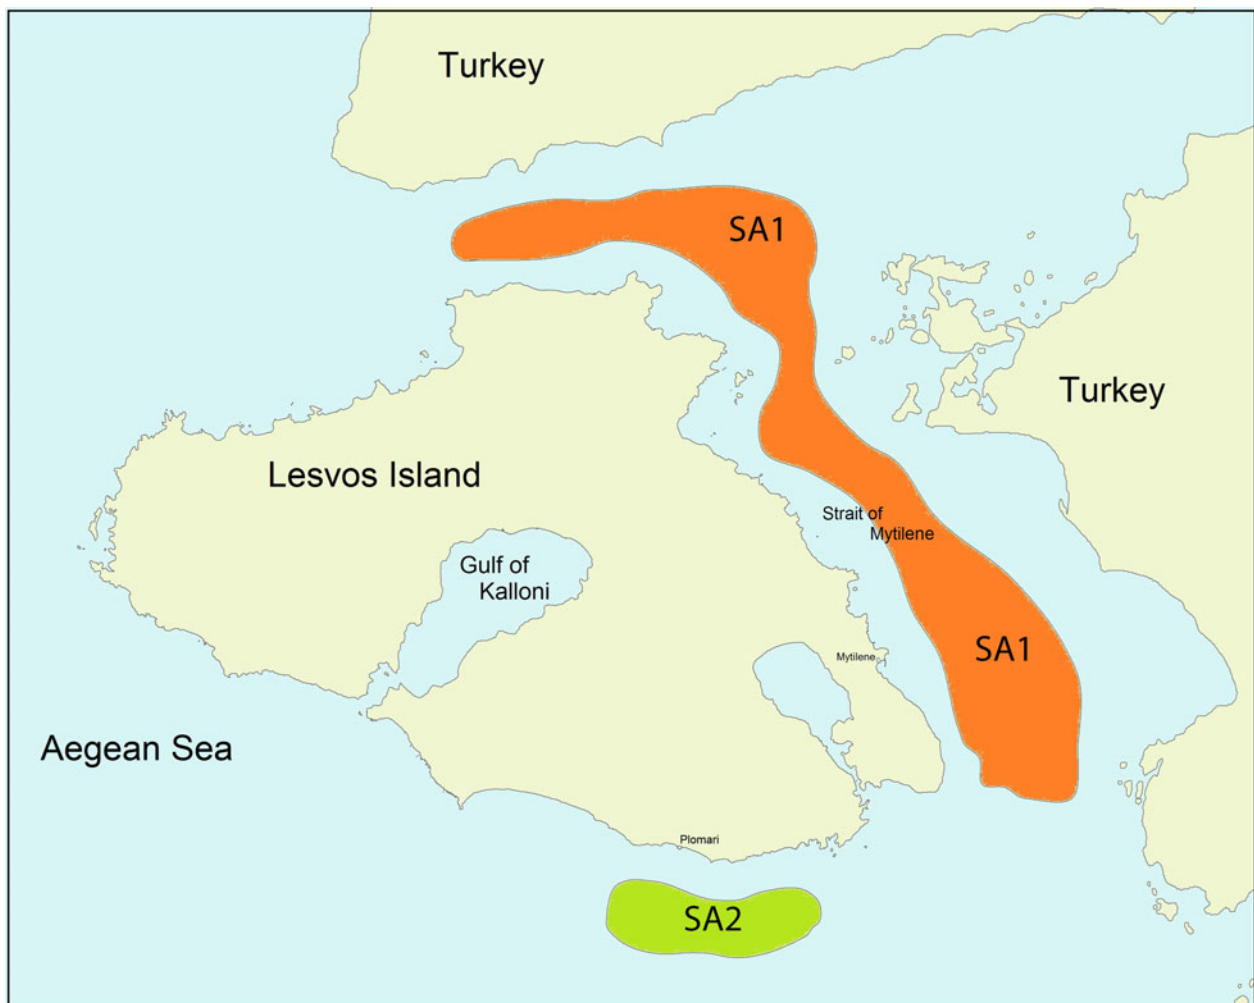 Turkey
SA1
Turkey
Lesvos Island
Strait of
Mytilene
Gulf of
Kalloni
SA1
Mytilene
Aegean Sea
Plomari
SA2